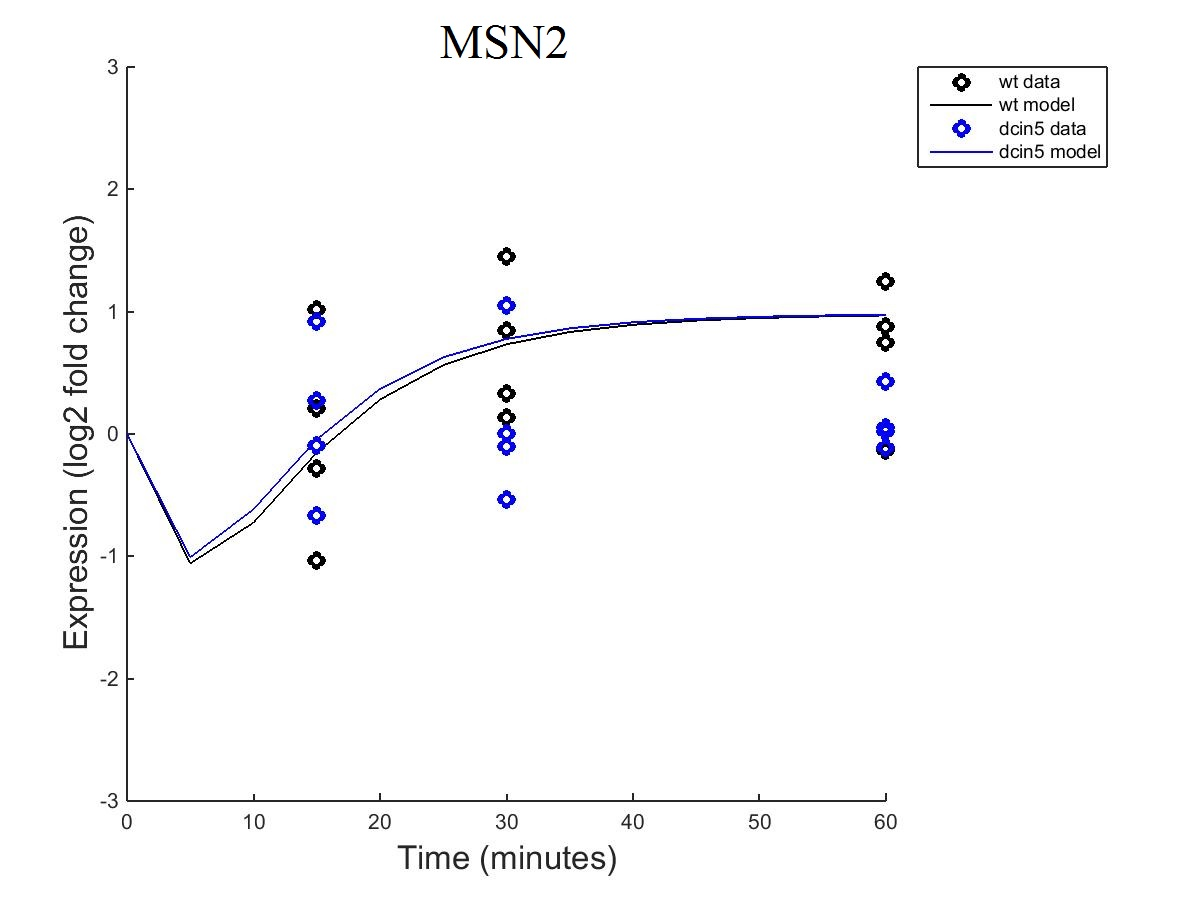 MSN2
3
2
1
0
-1
-2
-3
Expression (log2 fold change)
0
10
20
30
40
50
60
Time (minutes)
wt data
wt model
dcin5 data
dcin5 model